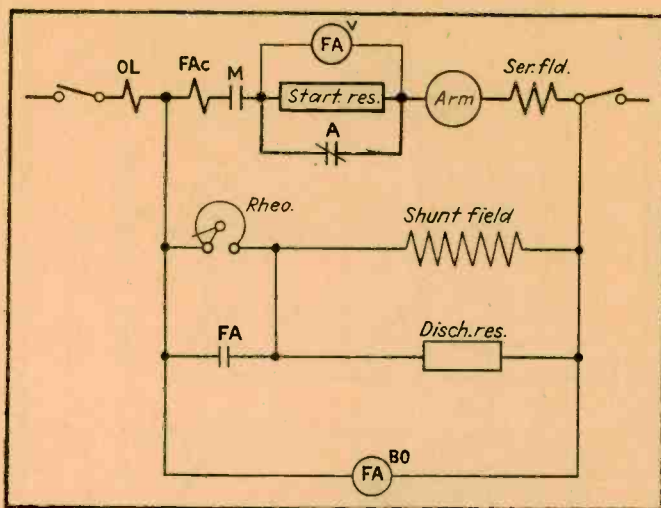 OL
FAc
M
FA V
Start. res.
A
Arm
Ser. fld.
Rheo.
Shunt field
FA
Disch. res.
FA BO